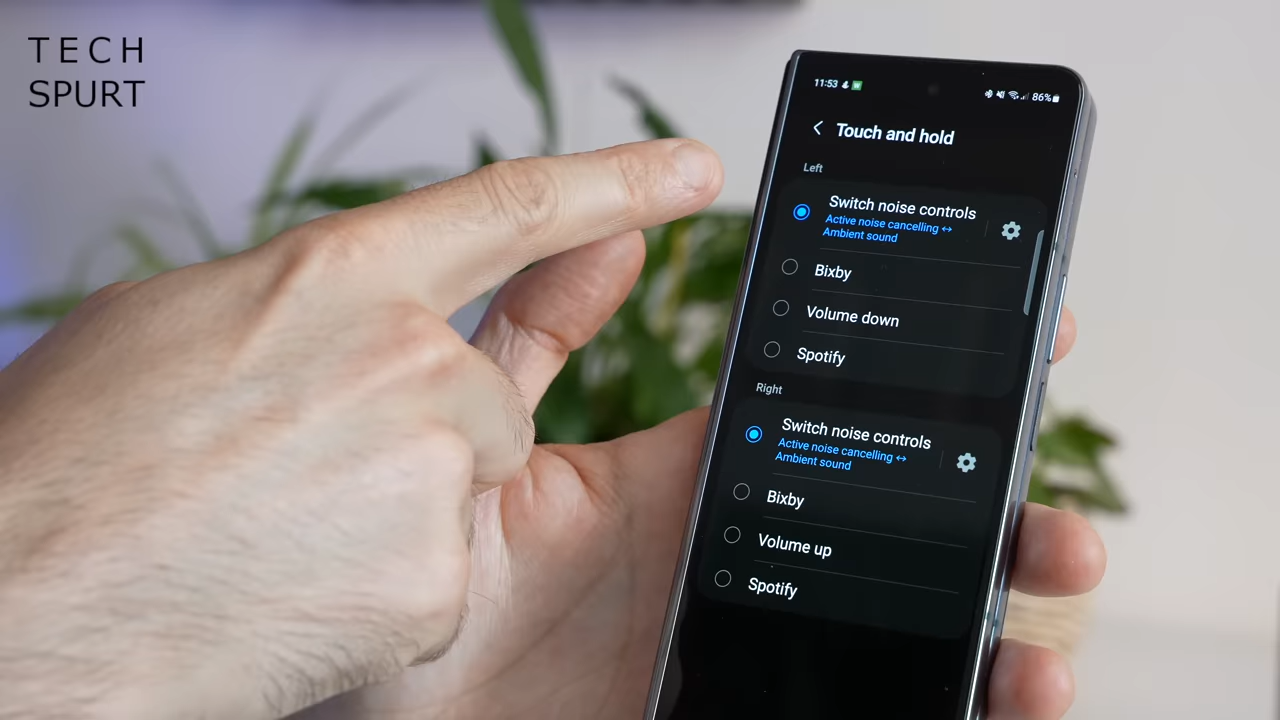 TECH
SPURT
11:53
86%
Touch and hold
Left
Switch noise controls
Active noise cancelling ↔
Ambient sound
Bixby
Volume down
Spotify
Right
Switch noise controls
Active noise cancelling ↔
Ambient sound
Bixby
Volume up
Spotify